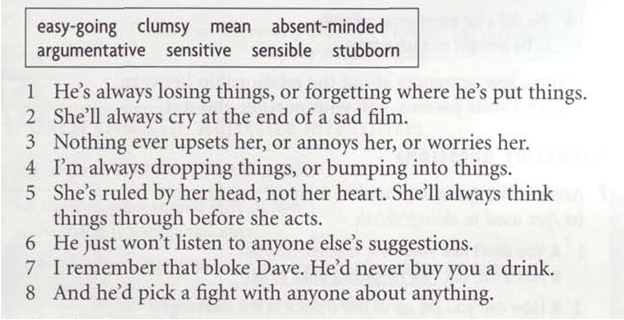 easy-going clumsy mean absent-minded
argumentative sensitive sensible stubborn
1 He's always losing things, or forgetting where he's put things.
2 She'll always cry at the end of a sad film.
3 Nothing ever upsets her, or annoys her, or worries her.
4 I'm always dropping things, or bumping into things.
5 She's ruled by her head, not her heart. She'll always think
things through before she acts.
6 He just won't listen to anyone else's suggestions.
7 I remember that bloke Dave. He'd never buy you a drink.
8 And he'd pick a fight with anyone about anything.